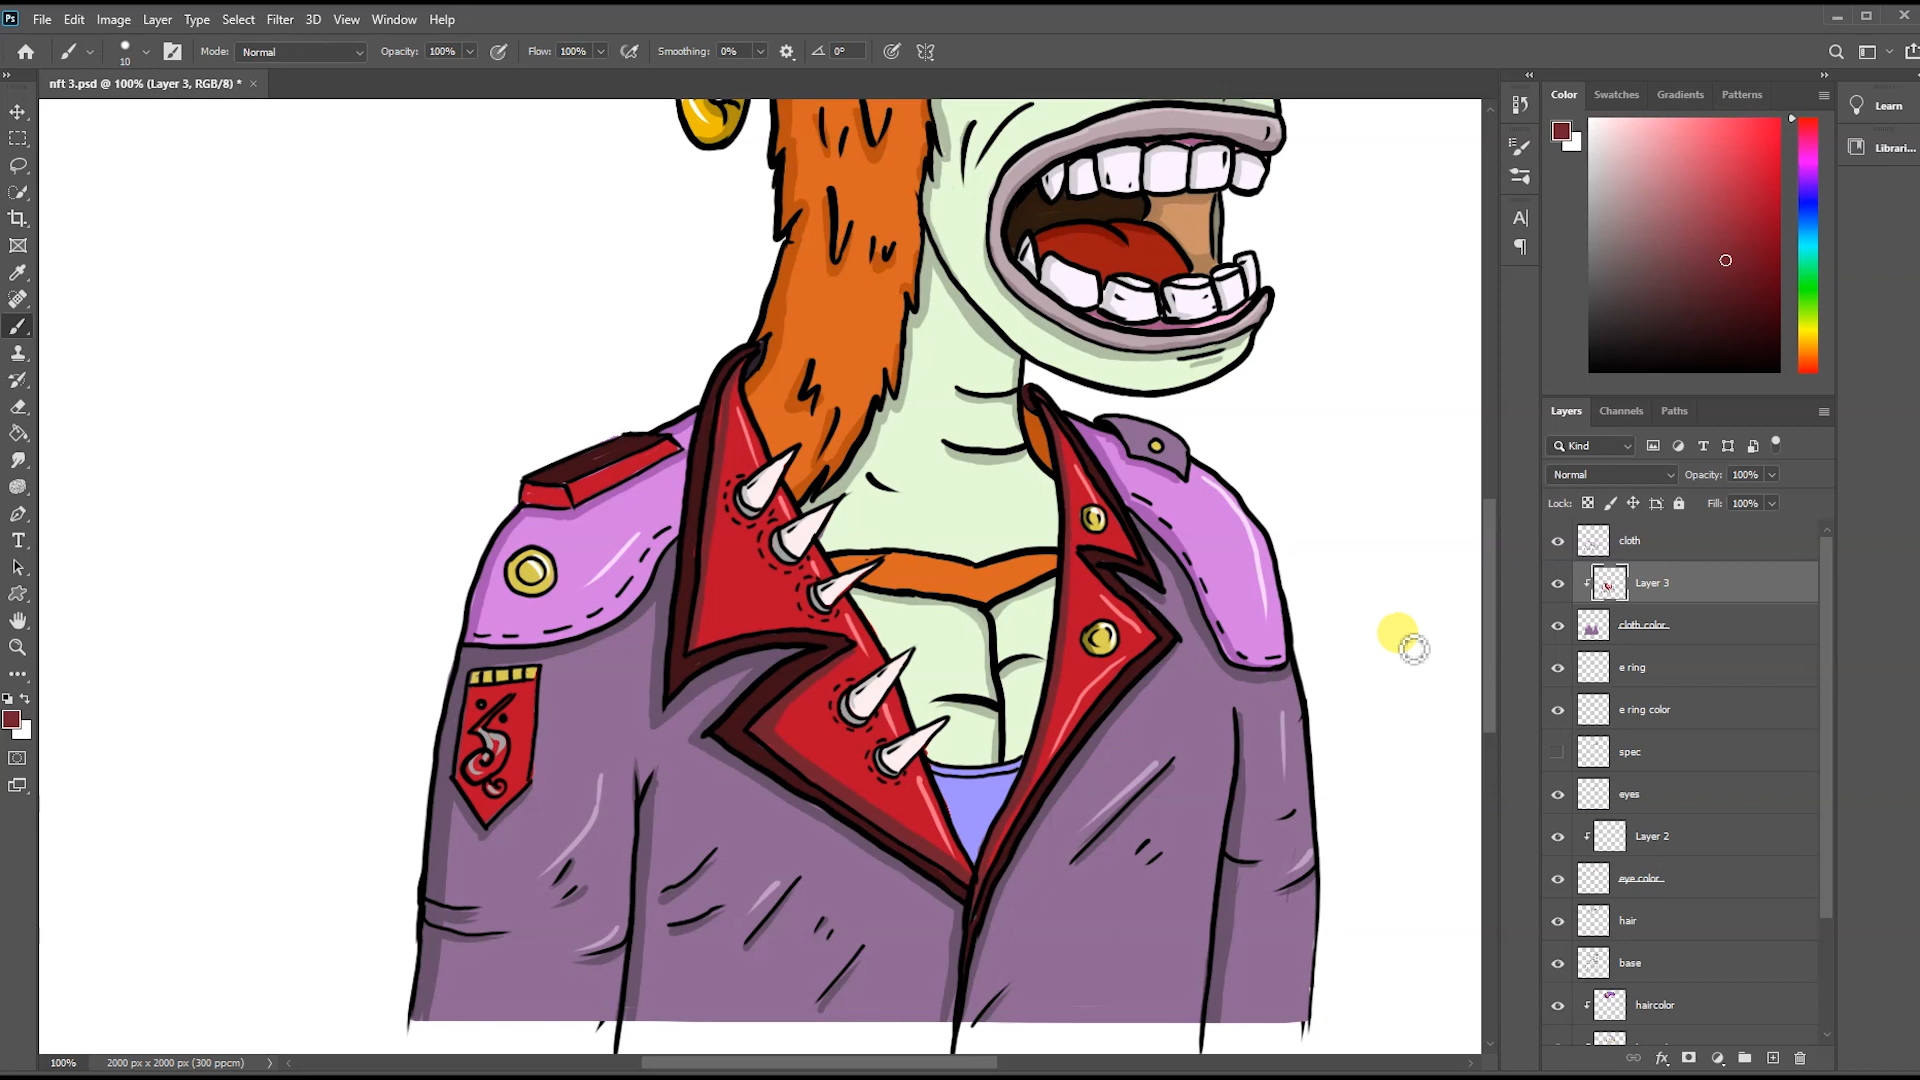 Ps File Edit Image Layer Type Select Filter 3D View Window Help
10 Mode: Normal Opacity: 100% Flow: 100% Smoothing: 0% 0°
nft 3.psd @ 100% (Layer 3, RGB/8) *
Color Swatches Gradients Patterns
Learn
Librari...
Layers Channels Paths
Kind
Normal Opacity: 100%
Lock: Fill: 100%
cloth
Layer 3
cloth color
e ring
e ring color
spec
eyes
Layer 2
eye color
hair
base
haircolor
100% 2000 px x 2000 px (300 ppcm)